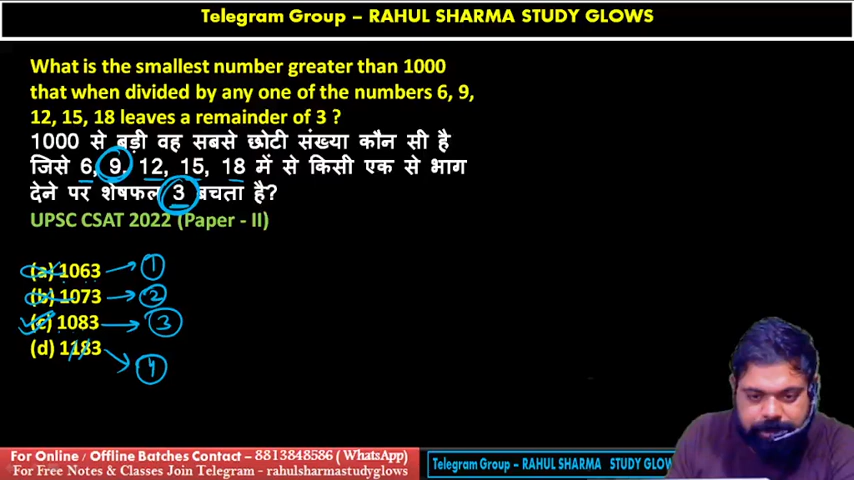 Telegram Group – RAHUL SHARMA STUDY GLOWS
What is the smallest number greater than 1000
that when divided by any one of the numbers 6, 9,
12, 15, 18 leaves a remainder of 3 ?
1000 से बड़ी वह सबसे छोटी संख्या कौन सी है
जिसे 6, 9, 12, 15, 18 में से किसी एक से भाग
देने पर शेषफल 3 बचता है?
UPSC CSAT 2022 (Paper - II)
(a) 1063 → 1
(b) 1073 → 2
(c) 1083 → 3
(d) 1183 → 4
For Online / Offline Batches Contact – 8813848586 ( WhatsApp)
For Free Notes & Classes Join Telegram - rahulsharmastudyglows
Telegram Group – RAHUL SHARMA STUDY GLOW